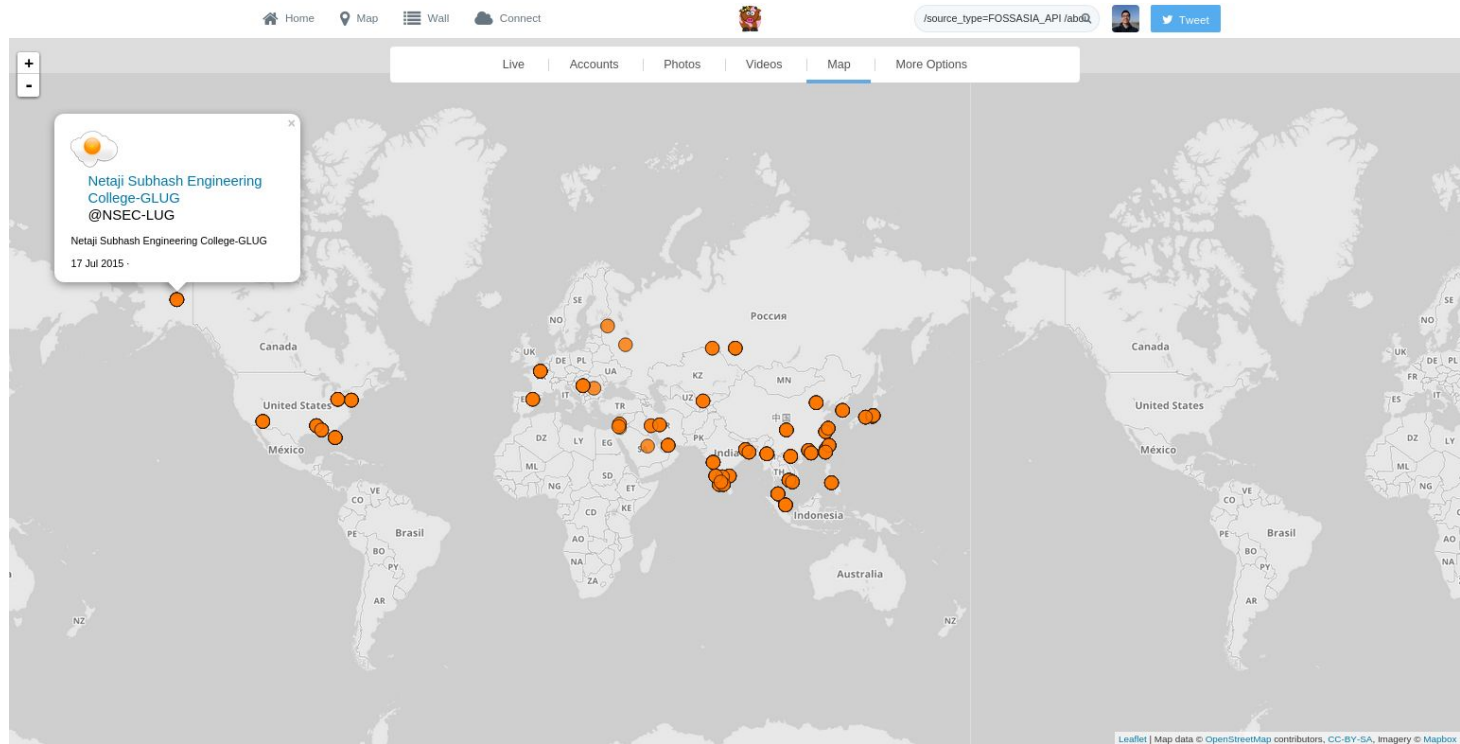 Home Map Wall Connect /source_type=FOSSASIA_API Tweet
+
-
Live Accounts Photos Videos Map More Options
×
Netaji Subhash Engineering
College-GLUG
@NSEC-LUG
Netaji Subhash Engineering College-GLUG
17 Jul 2015 ·
SE
SE
NO
Россия
NO
Canada
Canada
UK
DE
PL
UK
DE
PL
UA
KZ
MN
FR
IT
UZ
IT
United States
TR
United States
ES
中国
México
DZ
LY
EG
PK
India
México
DZ
LY
ML
SD
TH
ML
NG
ET
NG
VE
CO
KE
Indonesia
VE
CO
CD
PE
Brasil
AO
PE
Brasil
AO
BO
NA
BO
NA
PY
ZA
Australia
PY
AR
AR
NZ
NZ
NZ
Leaflet | Map data © OpenStreetMap contributors, CC-BY-SA, Imagery © Mapbox